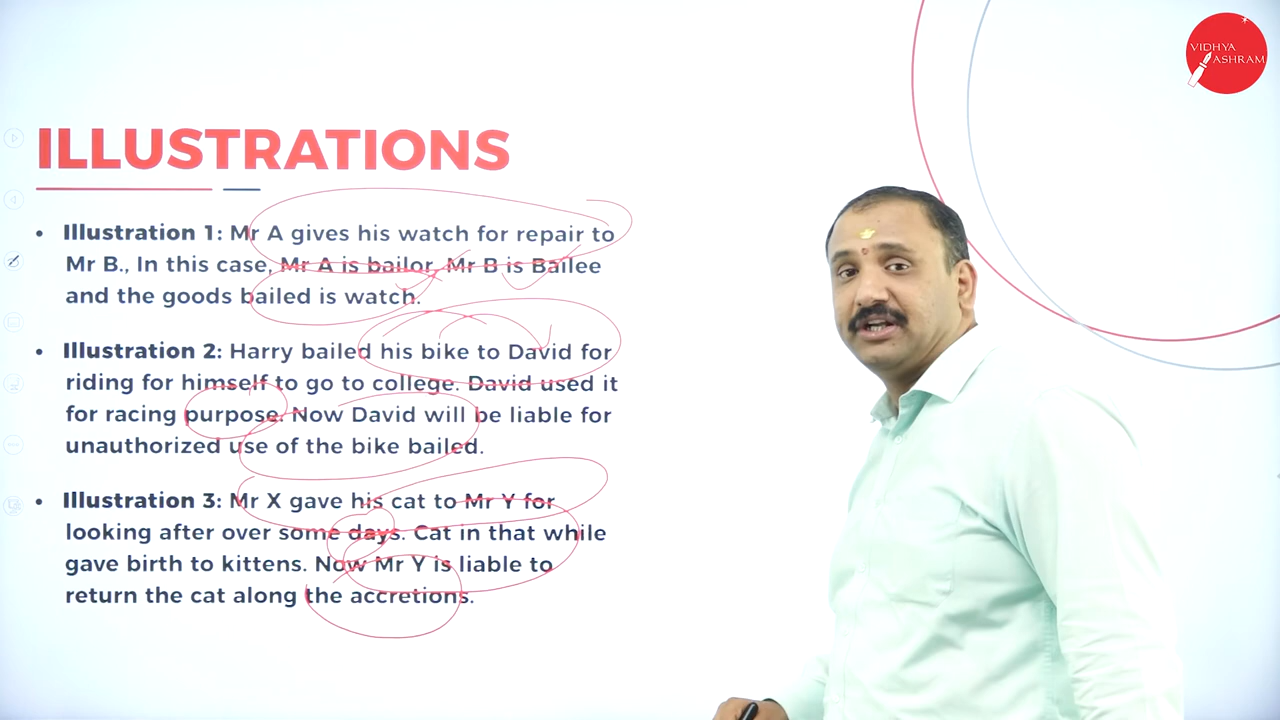 VIDHYA
ASHRAM
ILLUSTRATIONS
• Illustration 1: Mr A gives his watch for repair to
Mr B., In this case, Mr A is bailor, Mr B is Bailee
and the goods bailed is watch.
• Illustration 2: Harry bailed his bike to David for
riding for himself to go to college. David used it
for racing purpose. Now David will be liable for
unauthorized use of the bike bailed.
• Illustration 3: Mr X gave his cat to Mr Y for
looking after over some days. Cat in that while
gave birth to kittens. Now Mr Y is liable to
return the cat along the accretions.